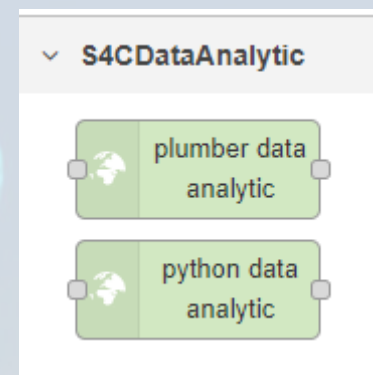 S4CDataAnalytic
plumber data
analytic
python data
analytic